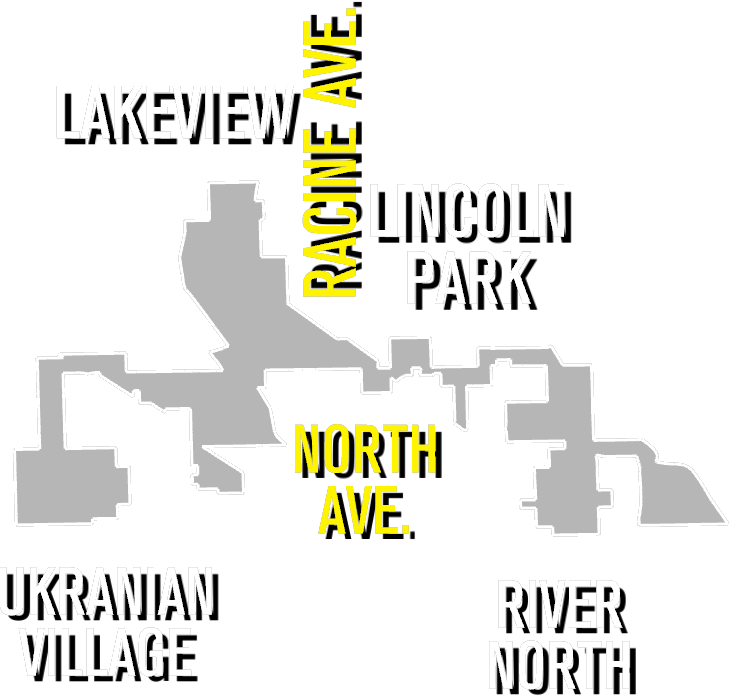 RACINE AVE.
LAKEVIEW
LINCOLN
PARK
NORTH
AVE.
UKRANIAN
VILLAGE
RIVER
NORTH